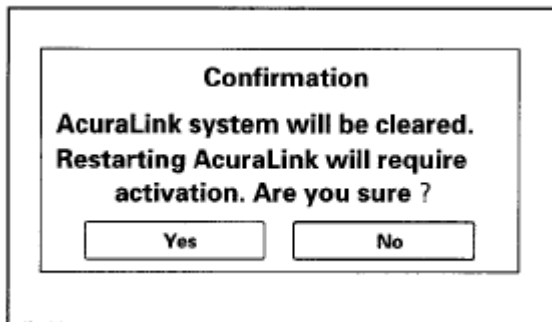 Confirmation
AcuraLink system will be cleared.
Restarting AcuraLink will require
activation. Are you sure ?
Yes
No